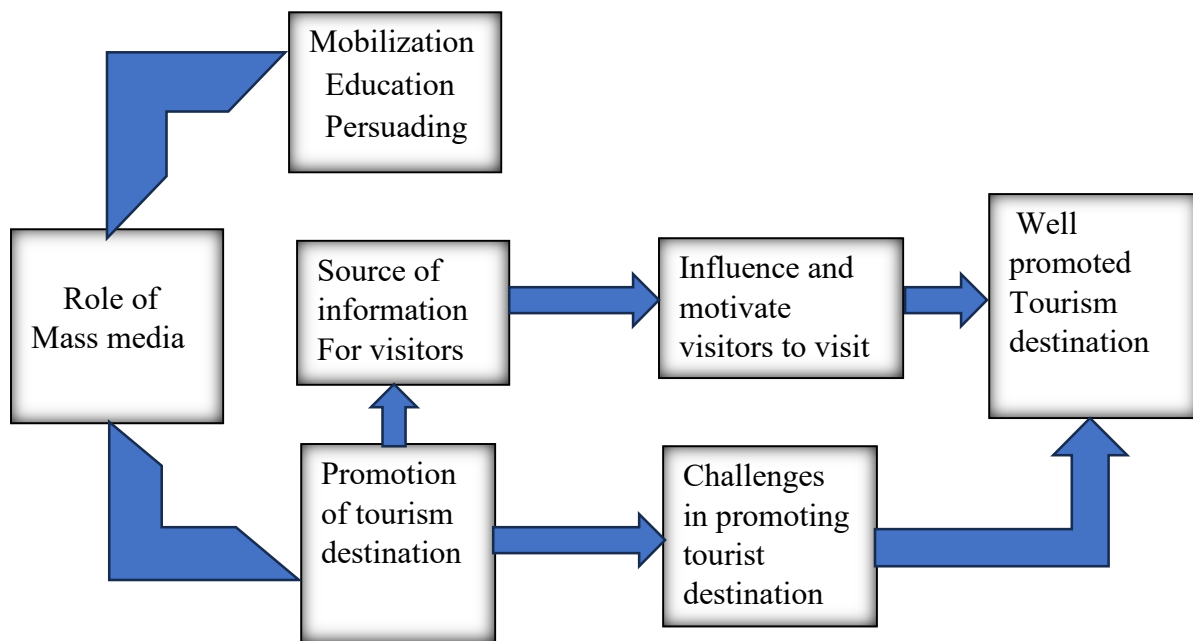 Mobilization
Education
Persuading
Role of
Mass media
Source of
information
For visitors
Influence and
motivate
visitors to visit
Well
promoted
Tourism
destination
Promotion
of tourism
destination
Challenges
in promoting
tourist
destination